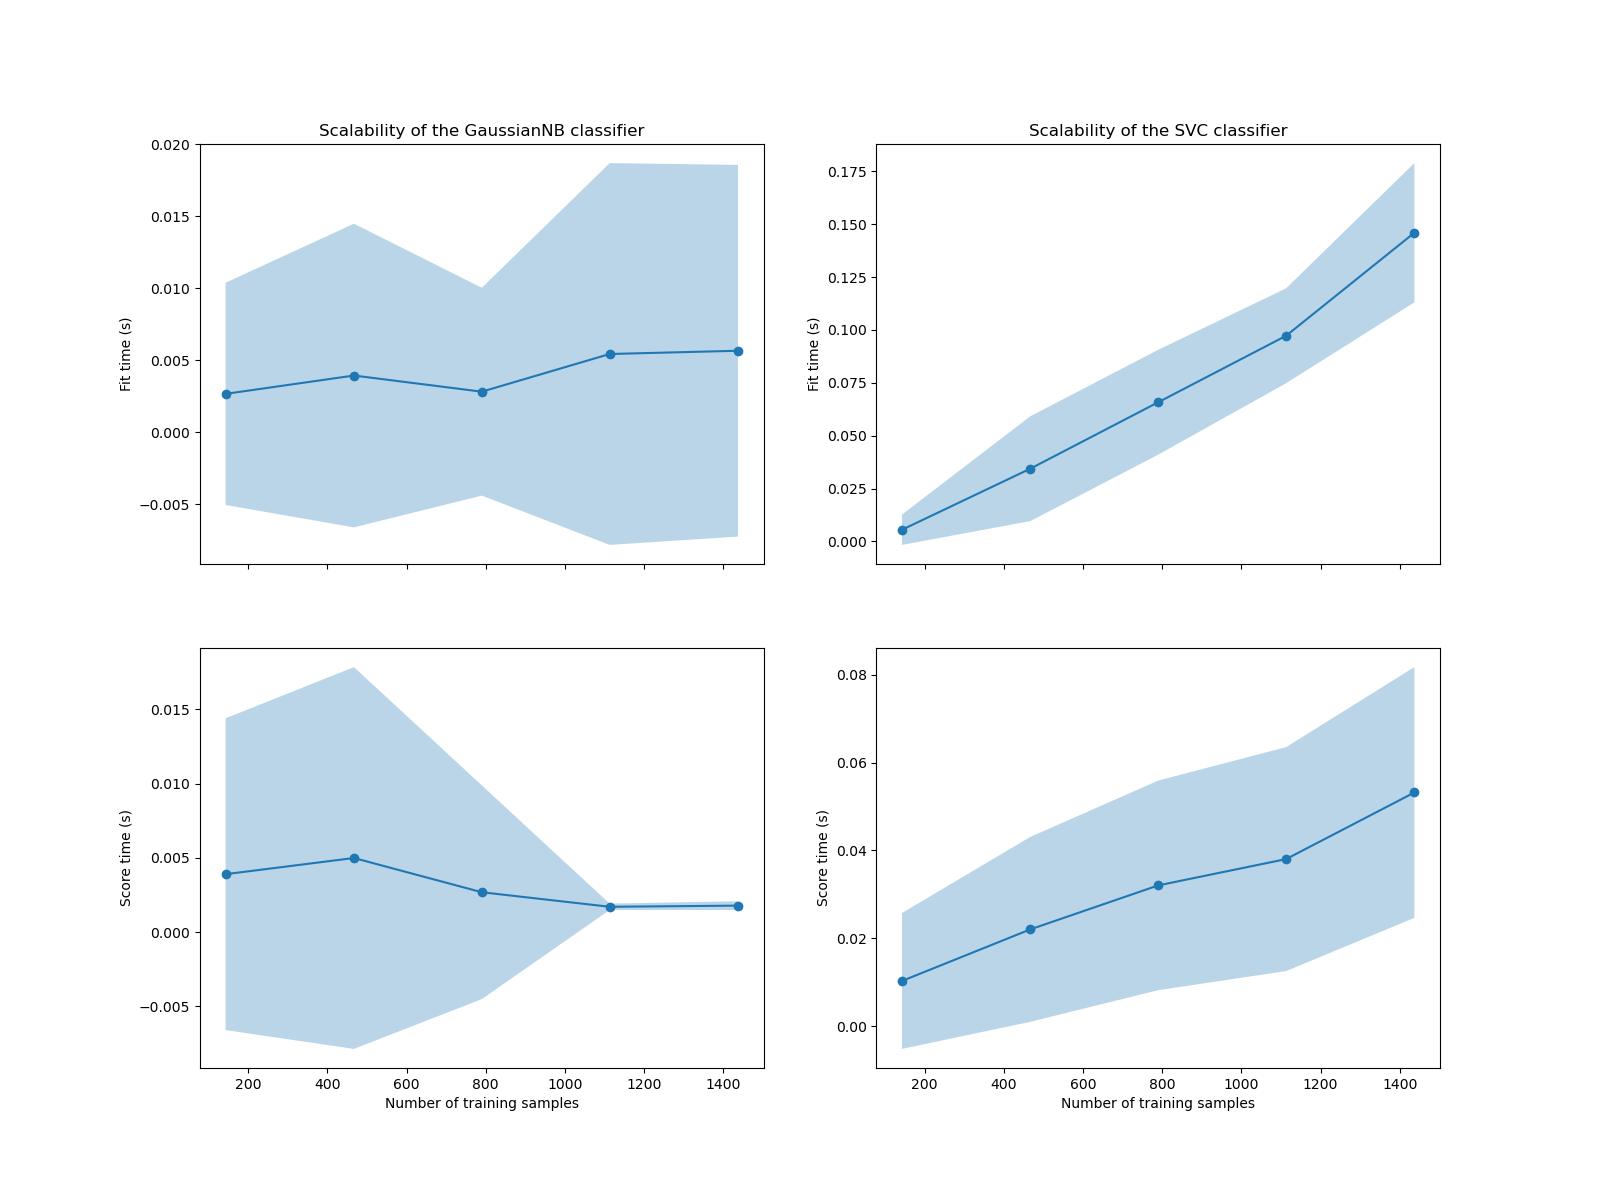 Scalability of the GaussianNB classifier
0.020
0.015
0.010
0.005
0.000
−0.005
Fit time (s)
Scalability of the SVC classifier
0.175
0.150
0.125
0.100
0.075
0.050
0.025
0.000
Fit time (s)
0.015
0.010
0.005
0.000
−0.005
Score time (s)
200 400 600 800 1000 1200 1400
Number of training samples
0.08
0.06
0.04
0.02
0.00
Score time (s)
200 400 600 800 1000 1200 1400
Number of training samples